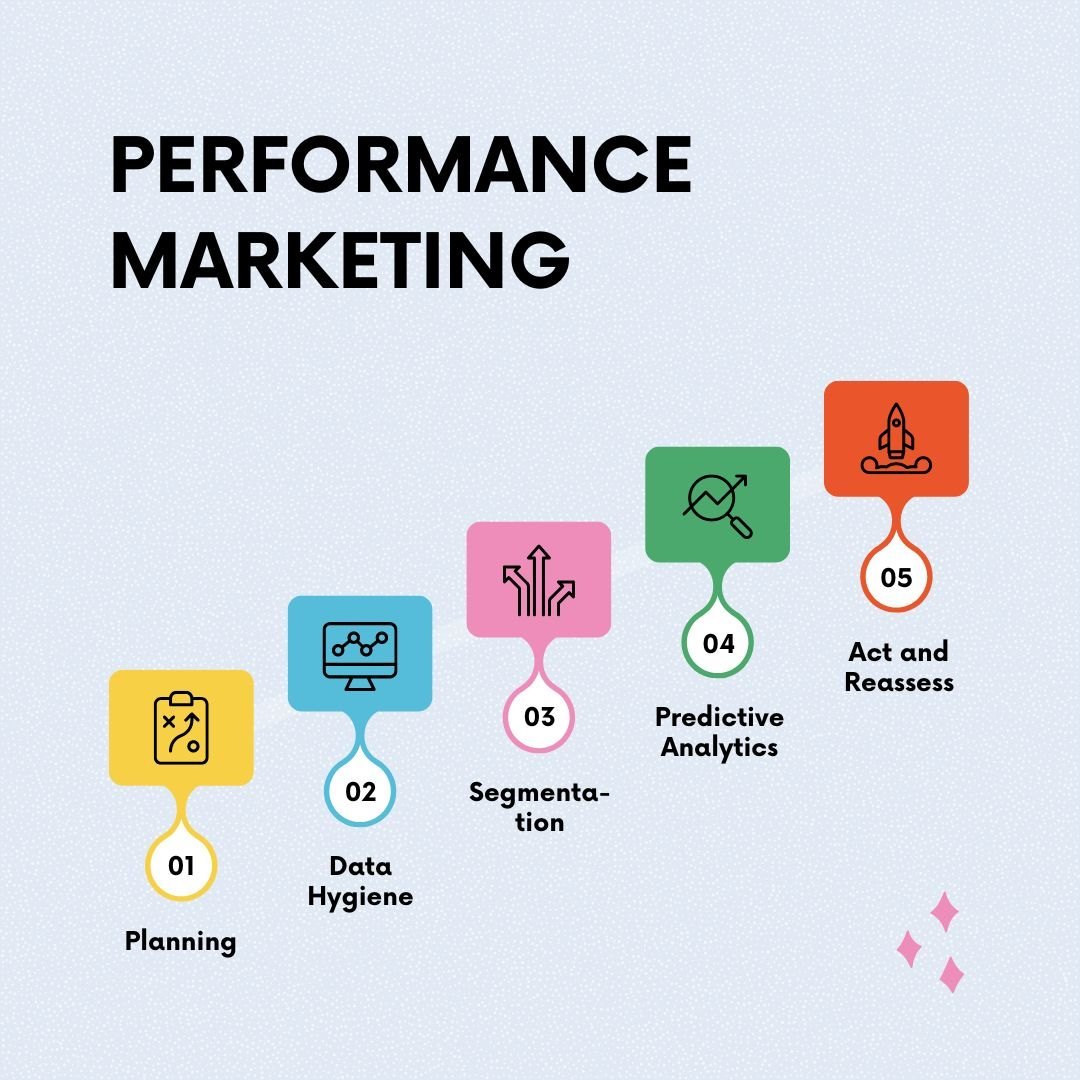 PERFORMANCE
MARKETING
01
Planning
02
Data
Hygiene
03
Segmenta-
tion
04
Predictive
Analytics
05
Act and
Reassess